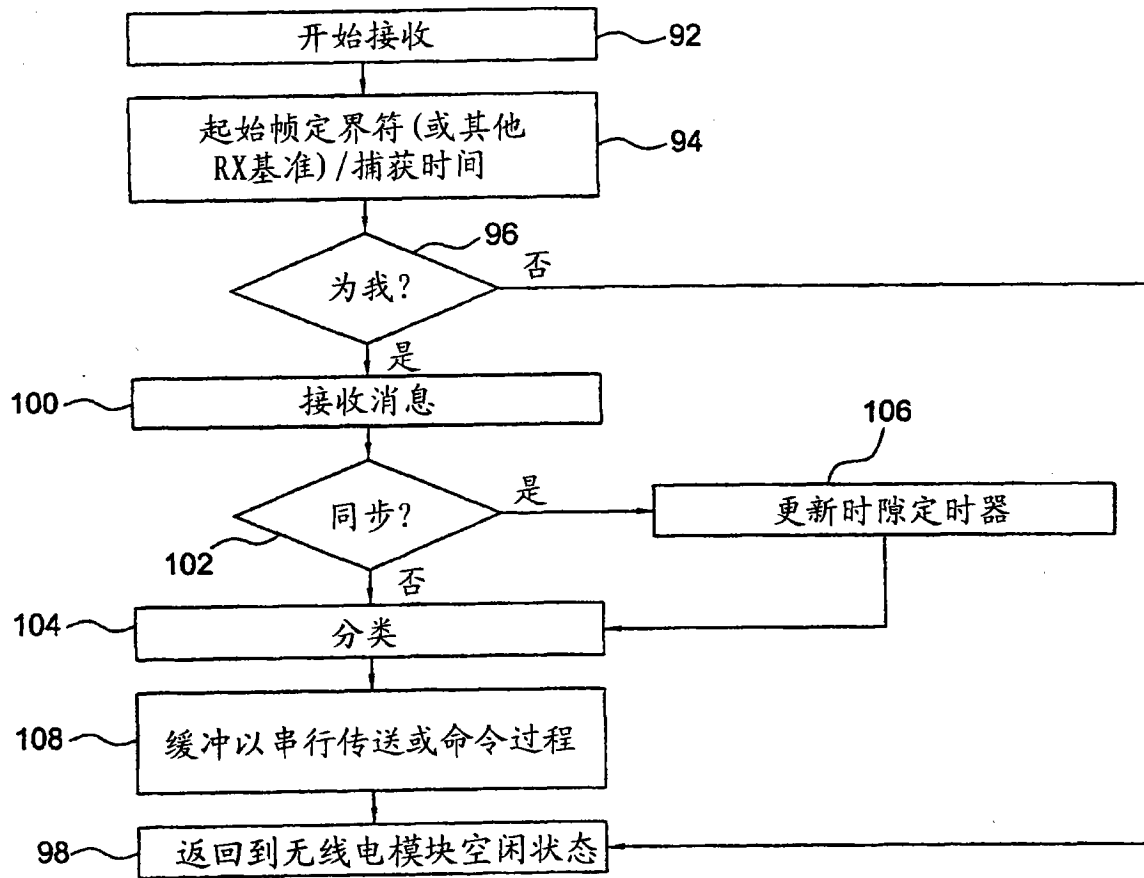 开始接收
92
起始帧定界符(或其他
RX基准)/捕获时间
94
96
为我?
否
是
100
接收消息
106
同步?
是
更新时隙定时器
102
否
104
分类
108
缓冲以串行传送或命令过程
98
返回到无线电模块空闲状态